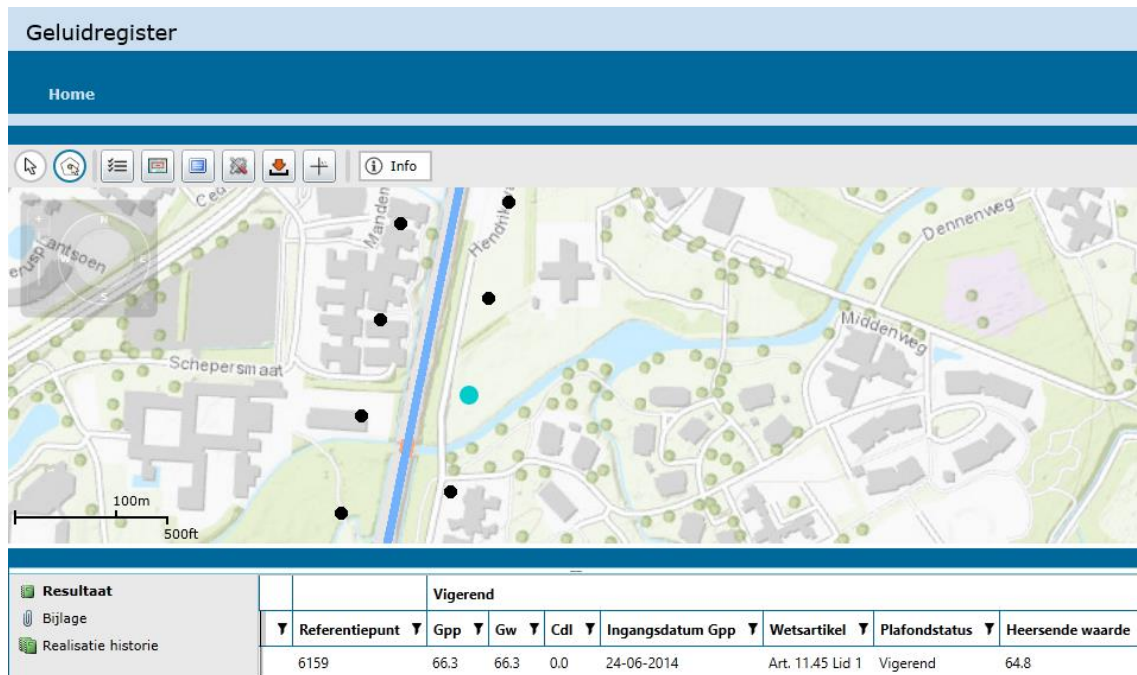 Geluidregister
Home
Info
Manden
Hendrik
Dennenweg
antsoen
Middenweg
Schepersmaat
100m
500ft
Resultaat
Bijlage
Realisatie historie
Vigerend
Referentiepunt Gpp Gw Cdl Ingangsdatum Gpp Wetsartikel Plafondstatus Heersende waarde
6159 66.3 66.3 0.0 24-06-2014 Art. 11.45 Lid 1 Vigerend 64.8